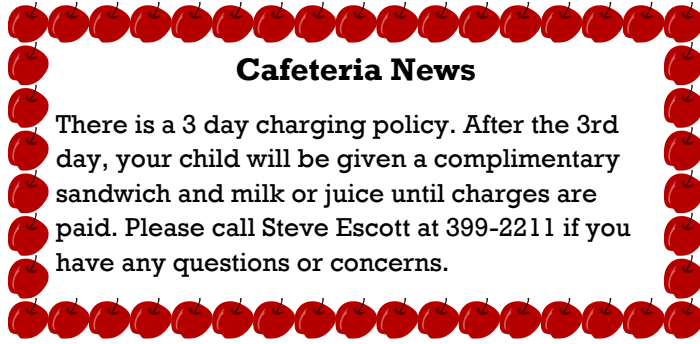 Cafeteria News
There is a 3 day charging policy. After the 3rd
day, your child will be given a complimentary
sandwich and milk or juice until charges are
paid. Please call Steve Escott at 399-2211 if you
have any questions or concerns.